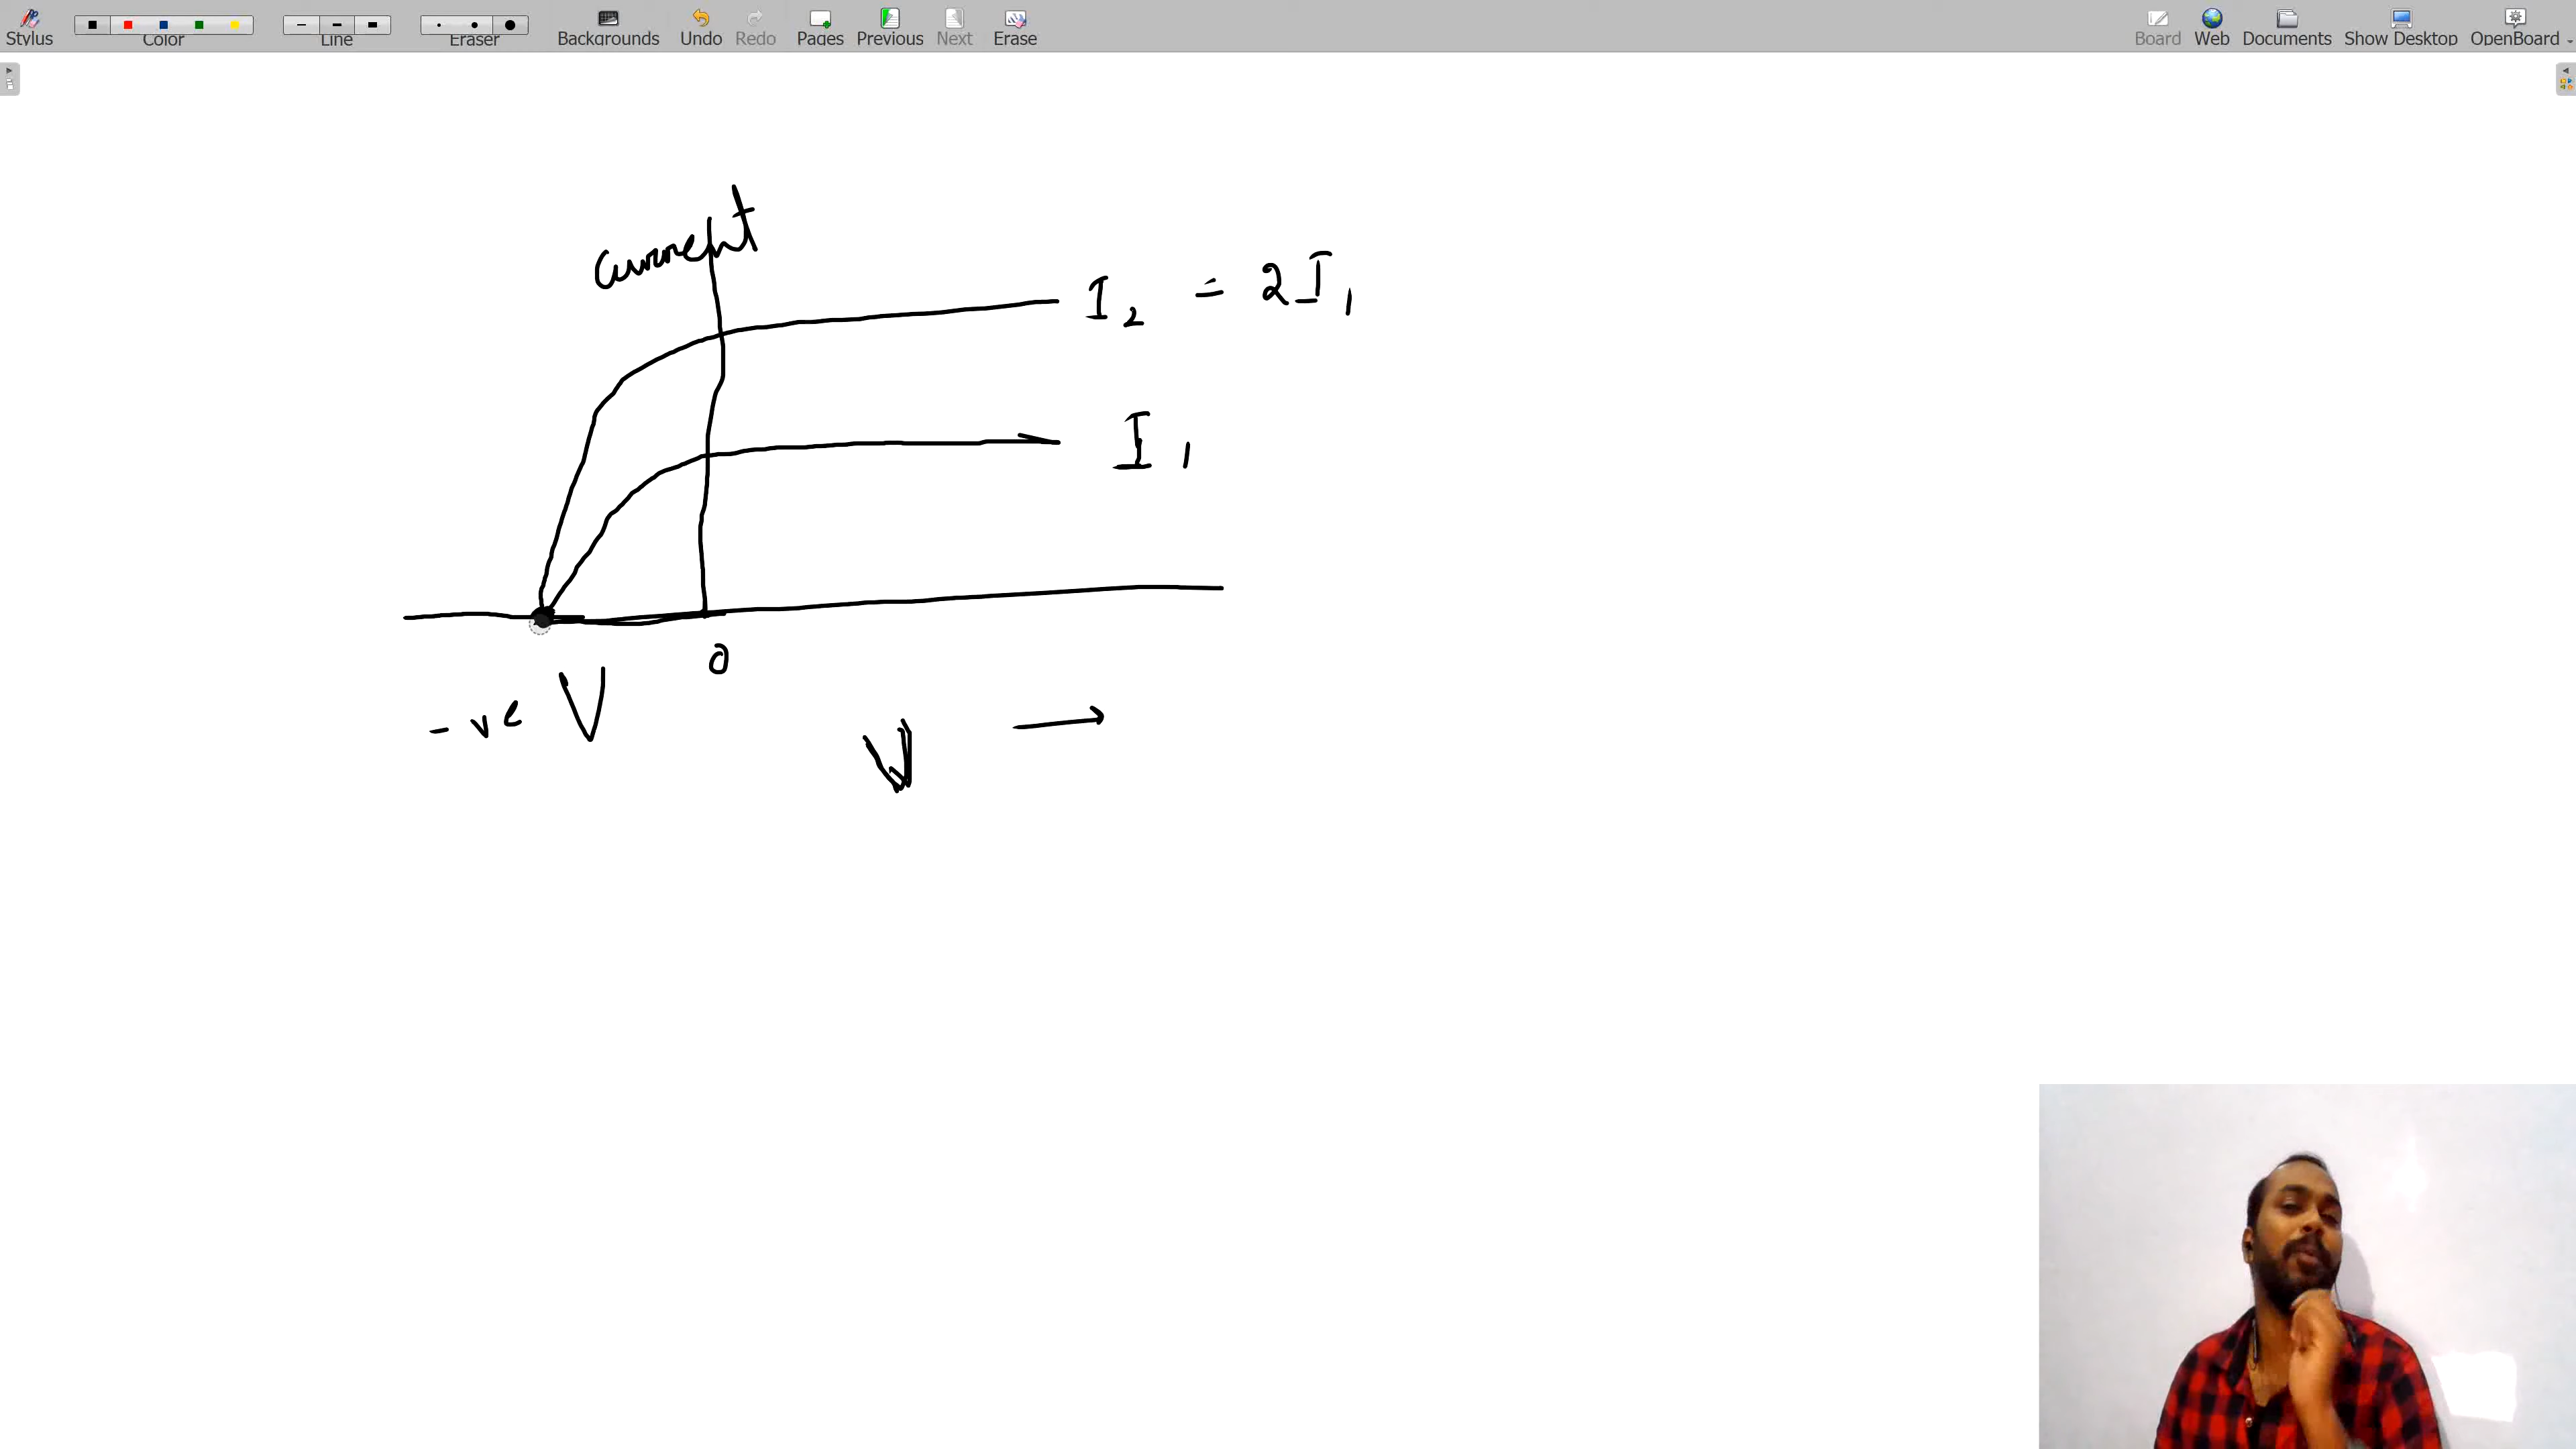 Stylus Color Line Eraser Backgrounds Undo Redo Pages Previous Next Erase Board Web Documents Show Desktop OpenBoard
current
I₂ = 2I₁
I₁
0
-ve V
V →